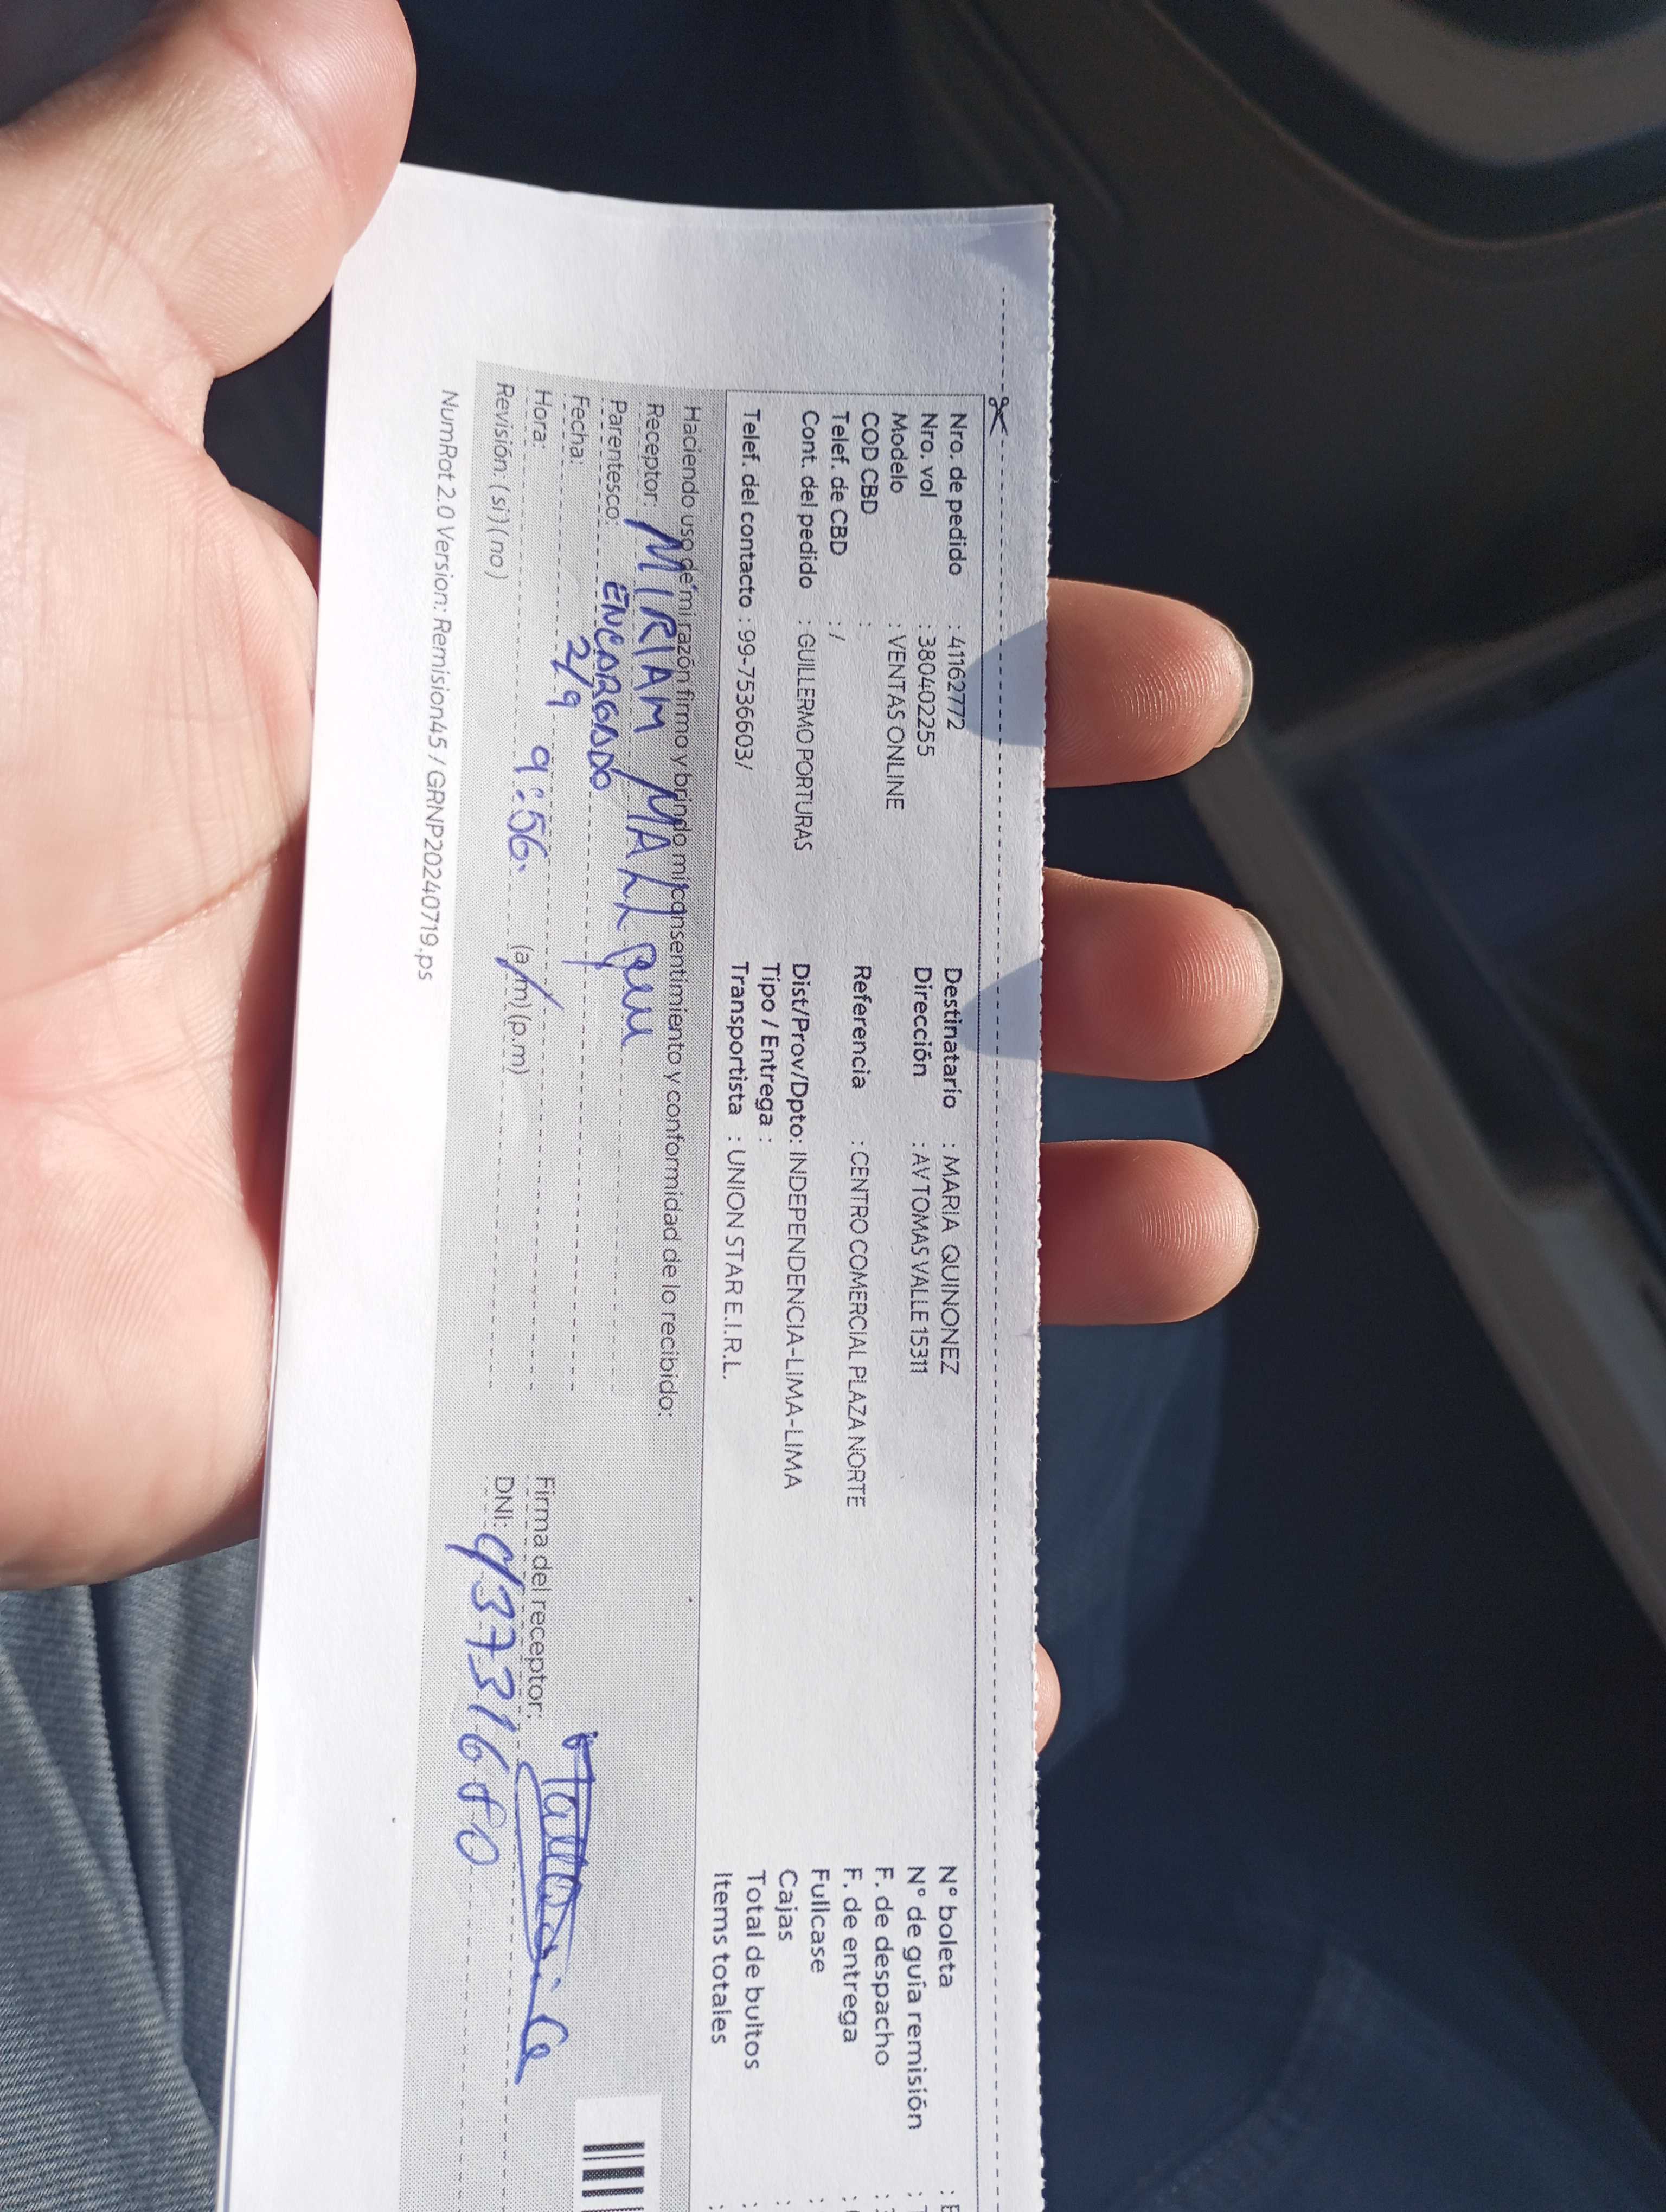 Nro. de pedido : 41162772
Nro. vol : 380402255
Modelo : VENTAS ONLINE
COD CBD :
Telef. de CBD : /
Cont. del pedido : GUILLERMO PORTURAS
Telef. del contacto : 99-7536603/
Destinatario : MARIA QUINONEZ
Dirección : AV TOMAS VALLE 15311
Referencia : CENTRO COMERCIAL PLAZA NORTE
Dist/Prov/Dpto: INDEPENDENCIA-LIMA-LIMA
Tipo / Entrega :
Transportista : UNION STAR E.I.R.L.
N° boleta :
N° de guía remisión :
F. de despacho :
F. de entrega :
Fullcase :
Cajas :
Total de bultos :
Items totales :
Haciendo uso de mi razón firmo y brindo mi consentimiento y conformidad de lo recibido:
Receptor: MIRIAM MALLQUI
Parentesco: ENCARGADO
Fecha: 2/9
Hora: 9:56 (a.m) (p.m)
Revisión: (si) (no)
Firma del receptor:
DNI: 43731680
NumRot 2.0 Version: Remision45 / GRNP20240719.ps